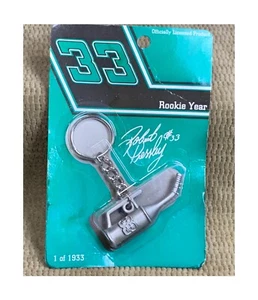 Officially Licensed Product
33
Rookie Year
Robert
Pressley #33
33
1 of 1933